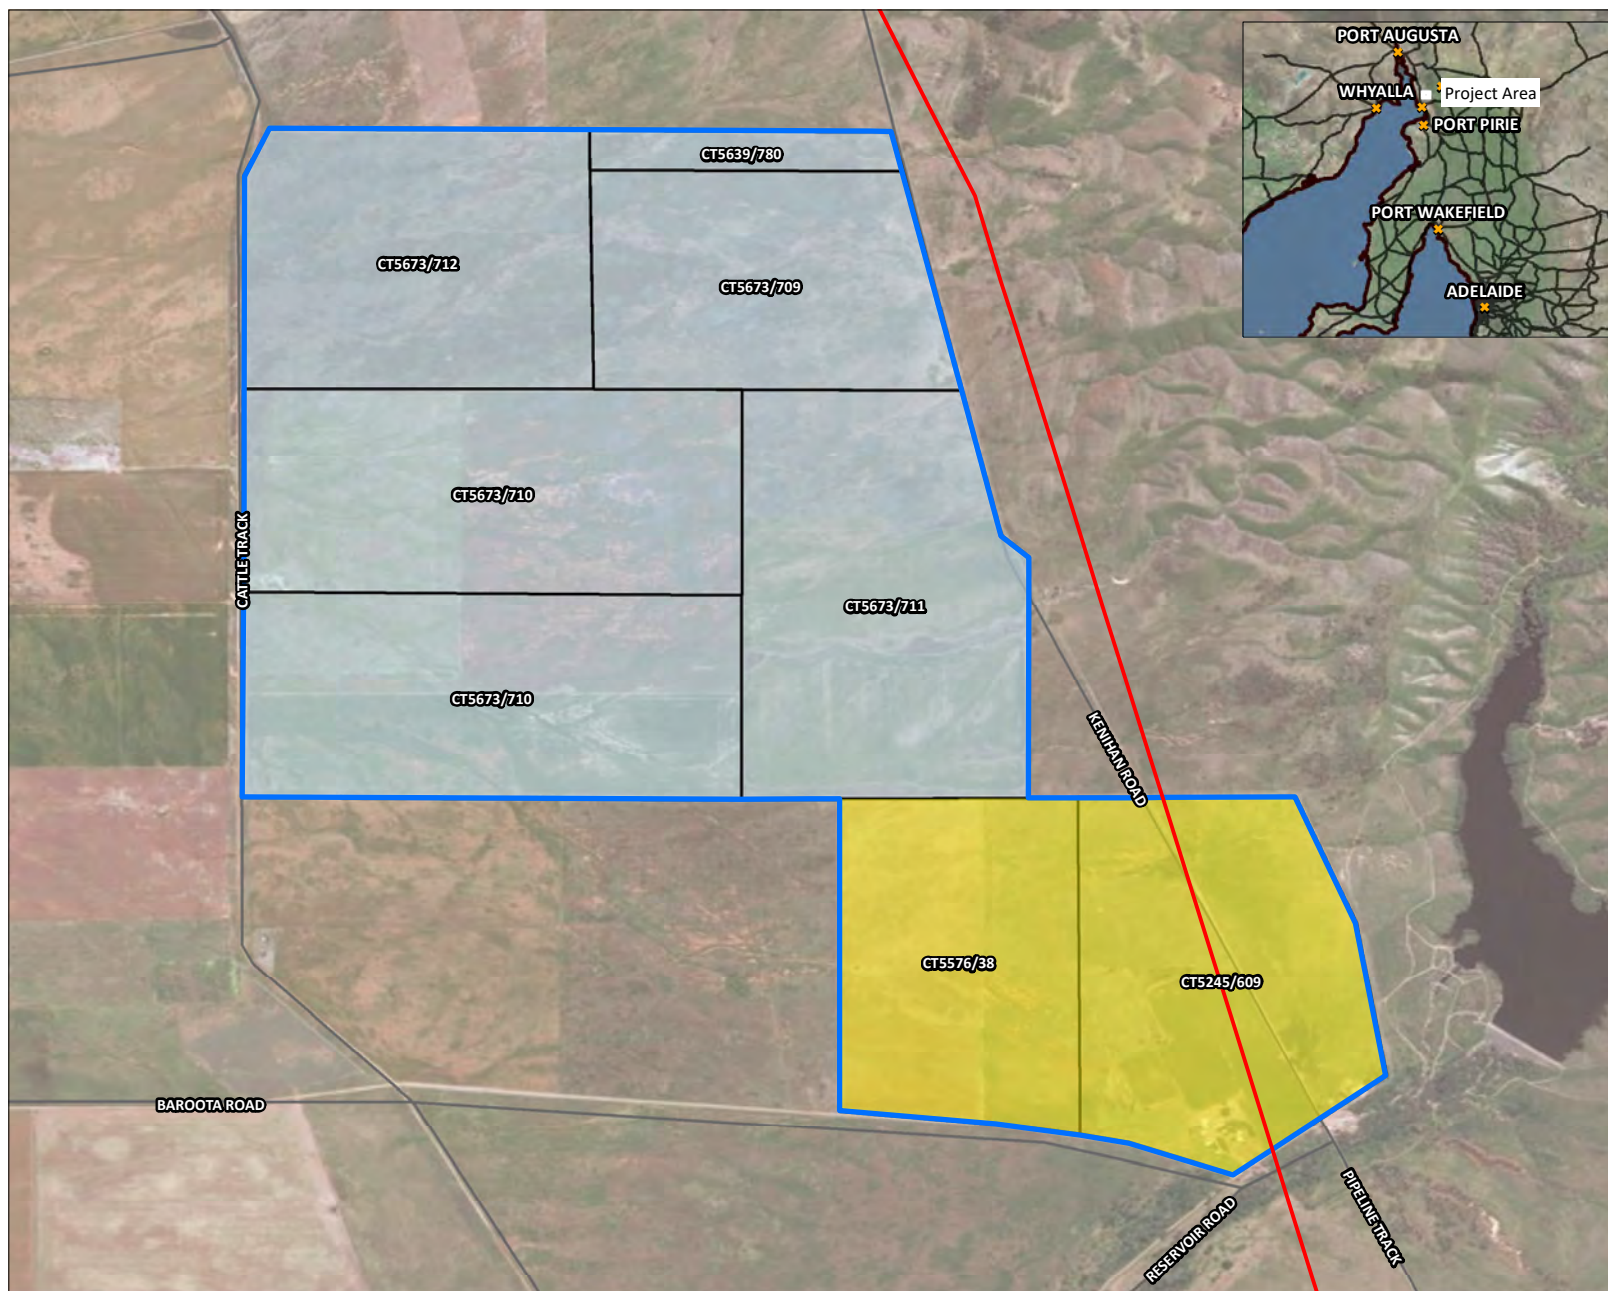 PORT AUGUSTA
WHYALLA
Project Area
PORT PIRIE
PORT WAKEFIELD
ADELAIDE
CT5639/780
CT5673/712
CT5673/709
CT5673/710
CATTLE TRACK
CT5673/711
CT5673/710
KENIHAN ROAD
CT5576/38
CT5245/609
BAROOTA ROAD
RESERVOIR ROAD
PIPELINE TRACK